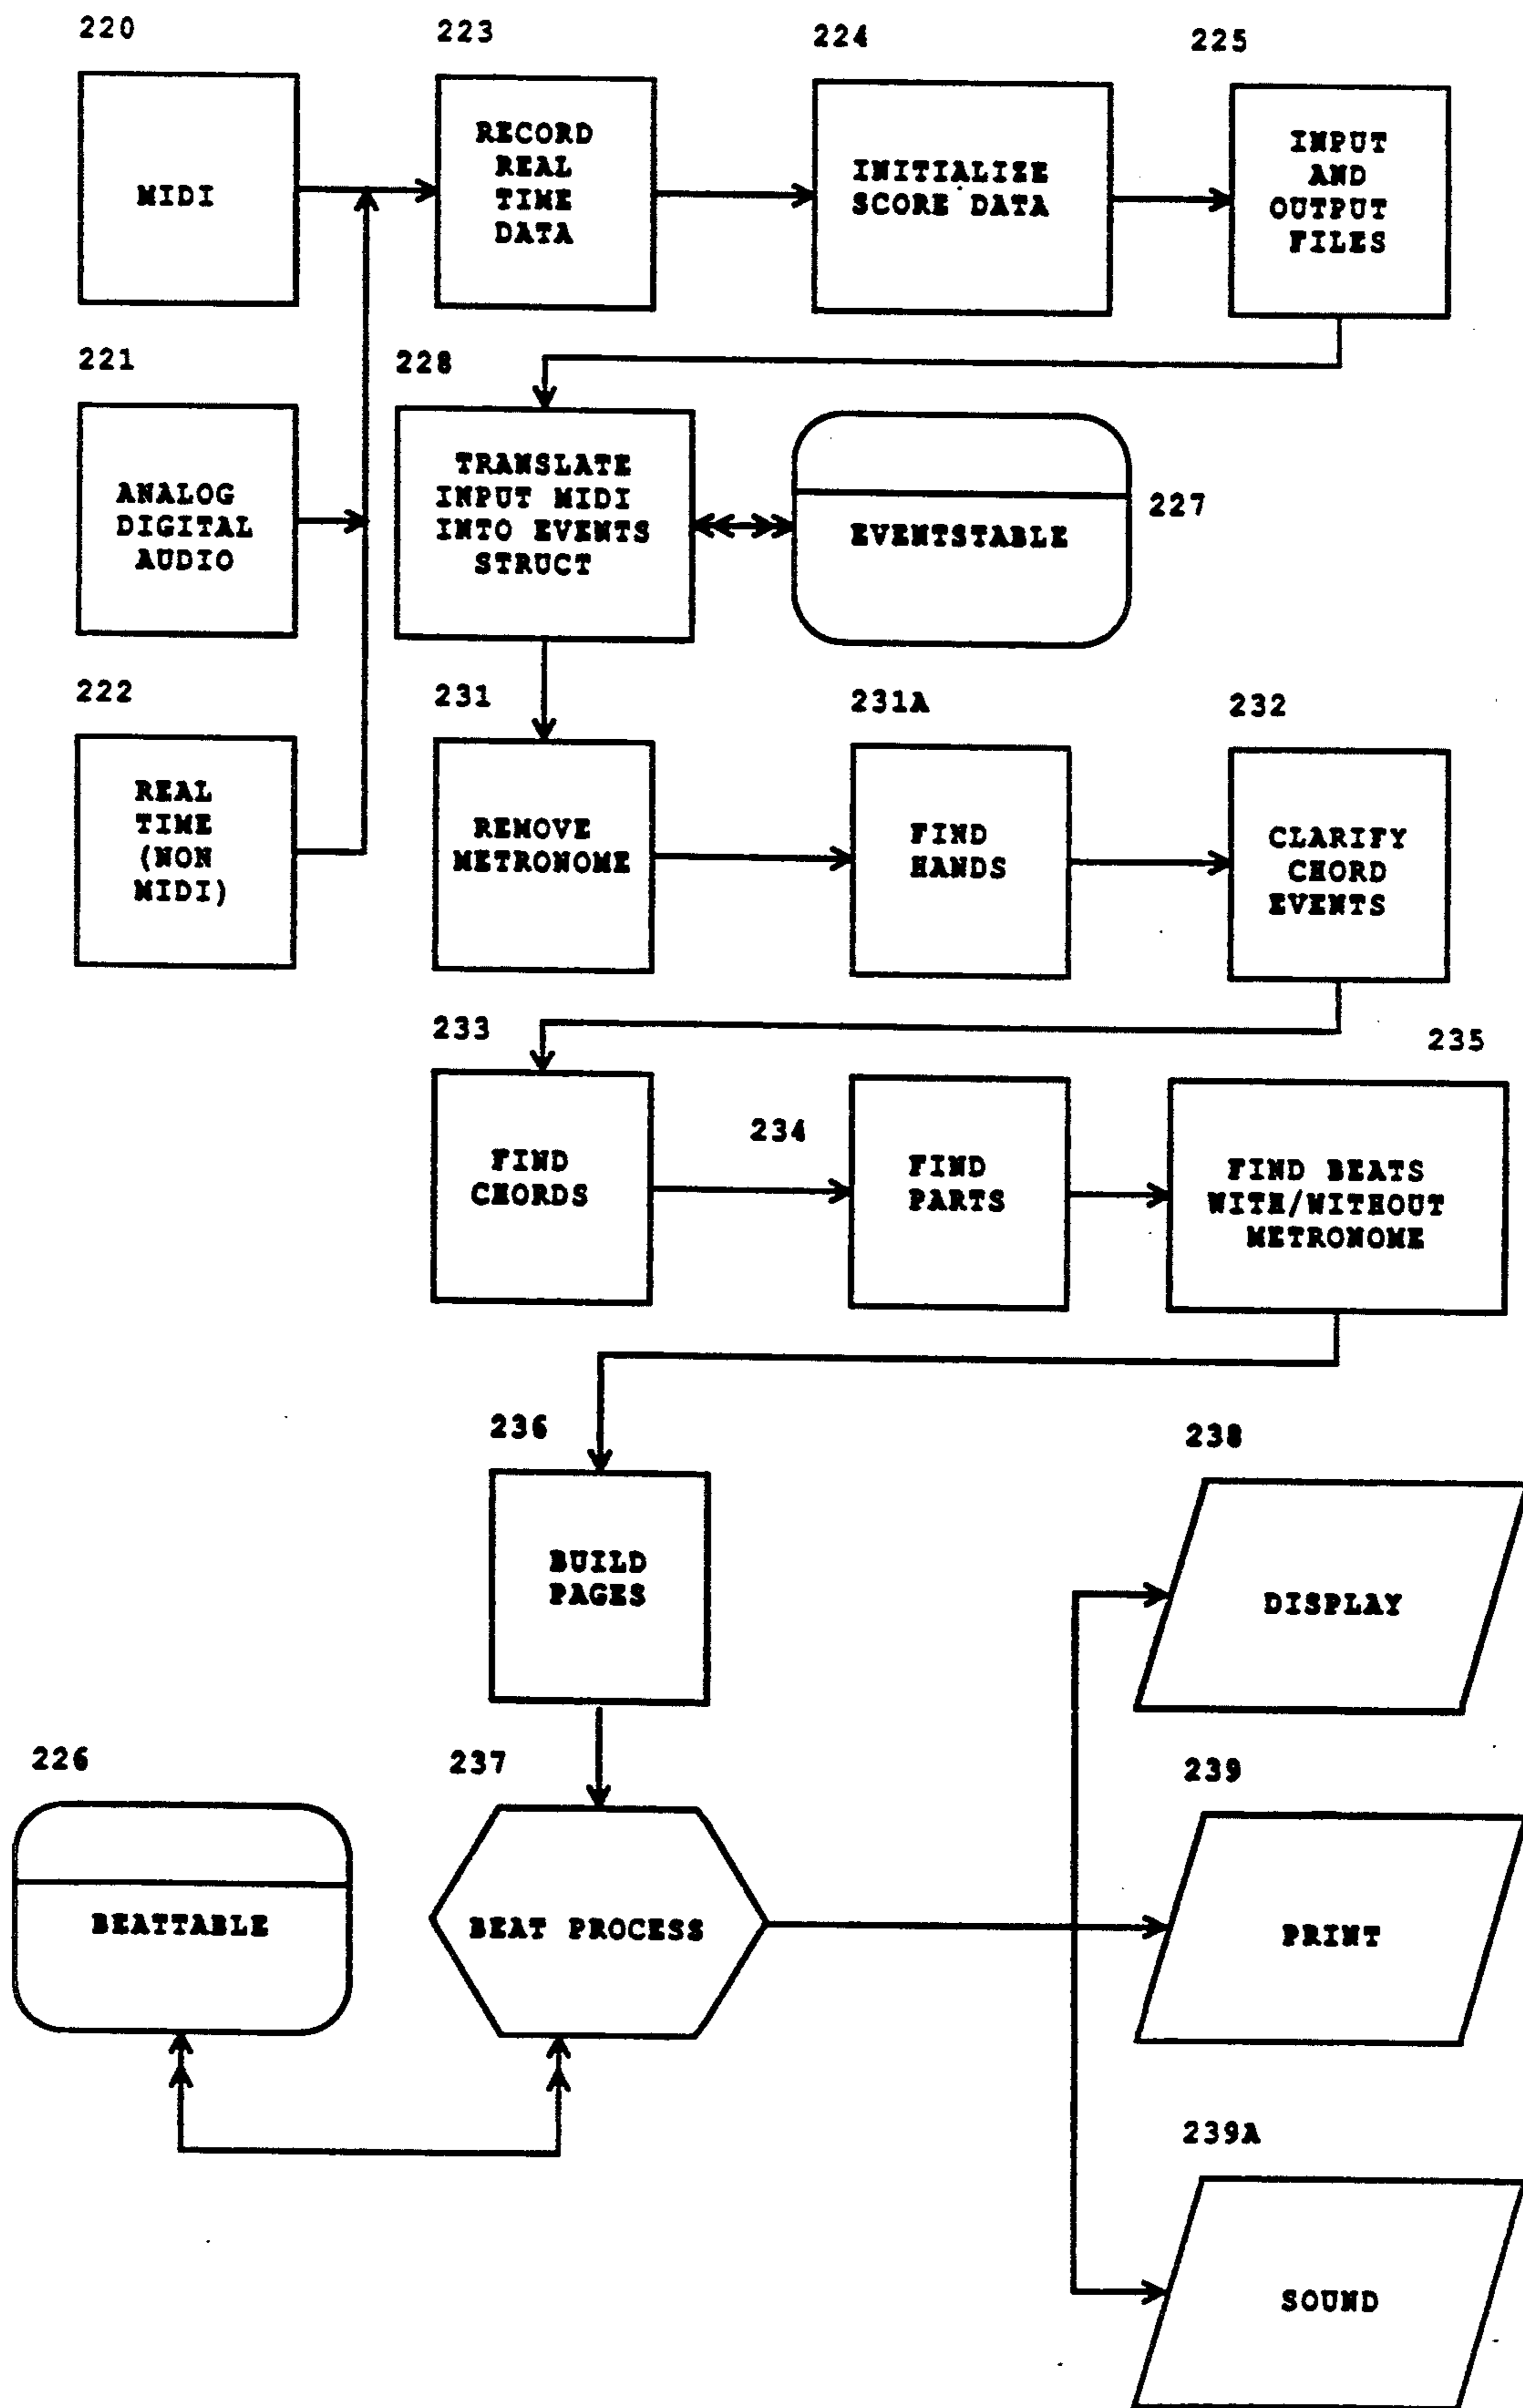 220
MIDI
223
RECORD
REAL
TIME
DATA
224
INITIALIZE
SCORE DATA
225
INPUT
AND
OUTPUT
FILES
221
ANALOG
DIGITAL
AUDIO
228
TRANSLATE
INPUT MIDI
INTO EVENTS
STRUCT
EVENTSTABLE
227
222
REAL
TIME
(NON
MIDI)
231
REMOVE
METRONOME
231A
FIND
HANDS
232
CLARIFY
CHORD
EVENTS
233
FIND
CHORDS
234
FIND
PARTS
235
FIND BEATS
WITH/WITHOUT
METRONOME
236
BUILD
PAGES
238
DISPLAY
226
BEATTABLE
237
BEAT PROCESS
239
PRINT
239A
SOUND